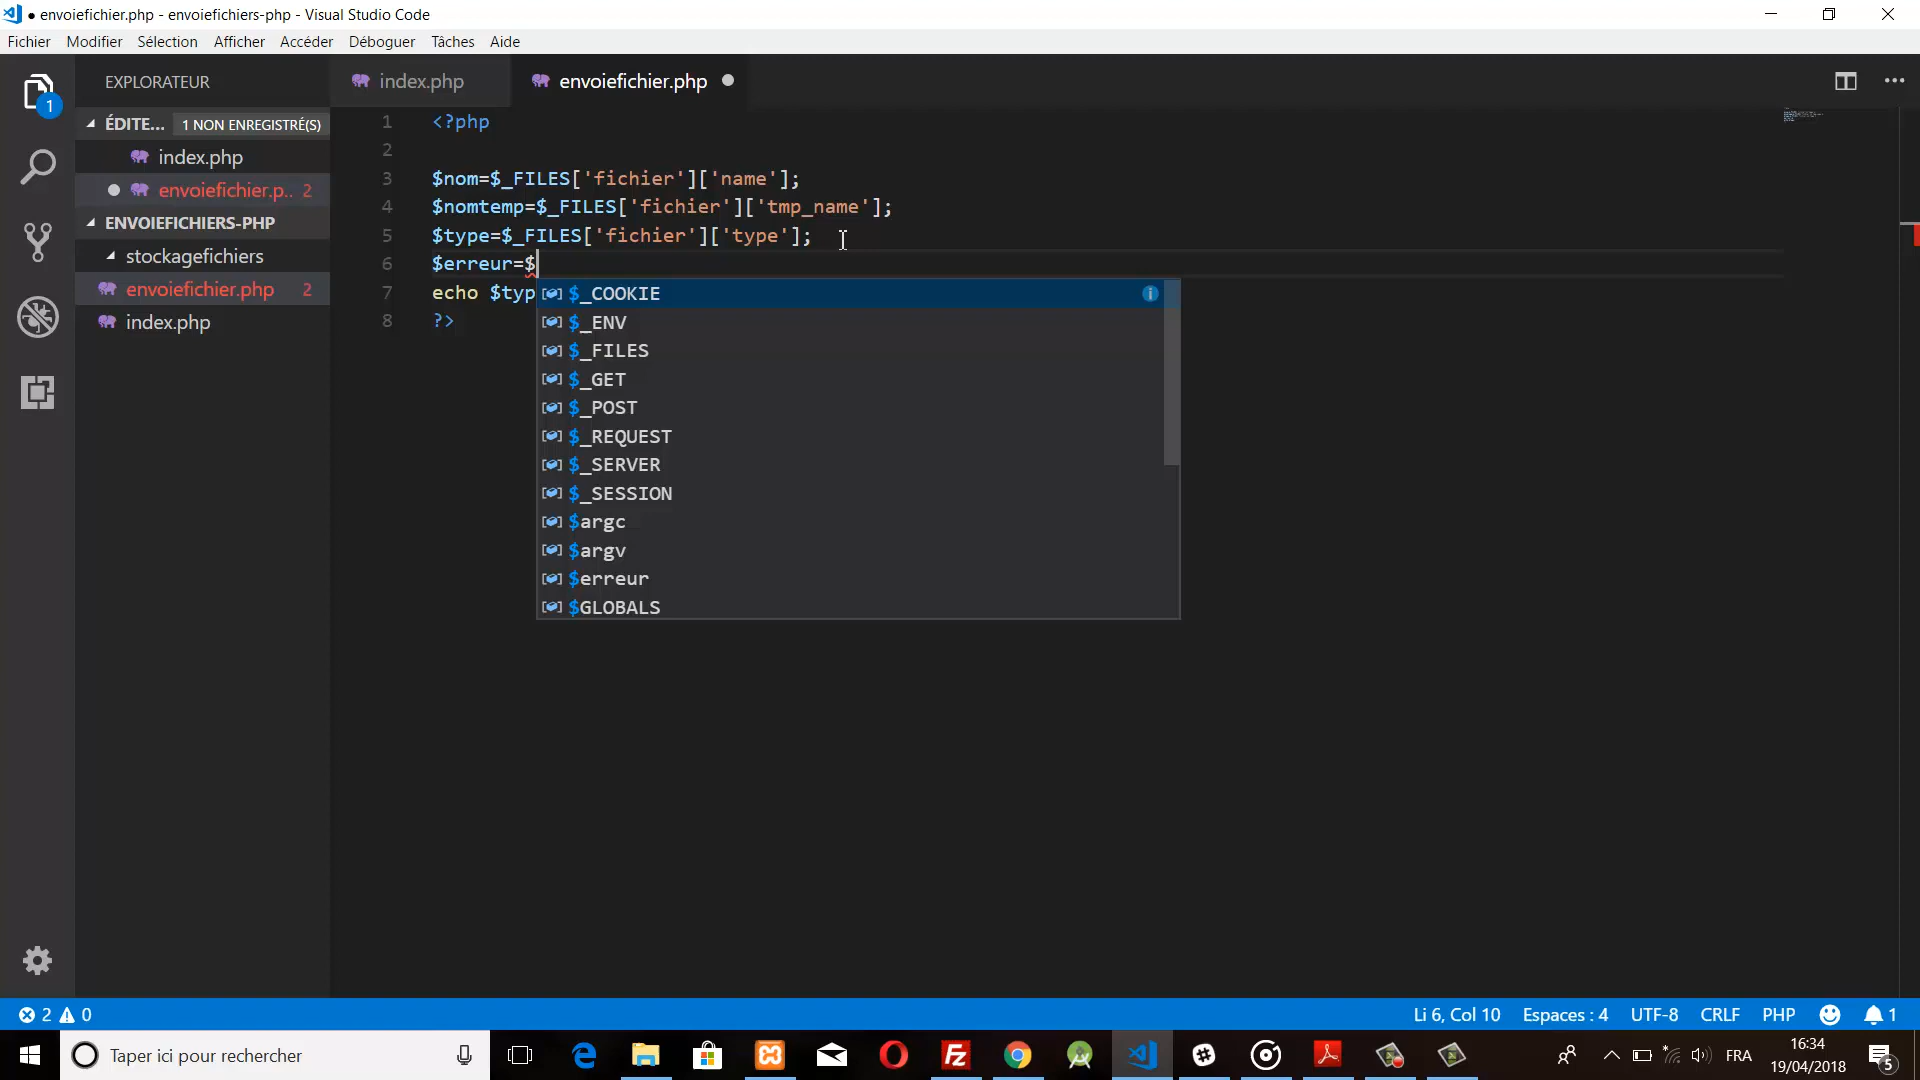 ● envoiefichier.php - envoiefichiers-php - Visual Studio Code
Fichier Modifier Sélection Afficher Accéder Déboguer Tâches Aide
EXPLORATEUR
1
ÉDITE... 1 NON ENREGISTRÉ(S)
index.php
envoiefichier.p.. 2
ENVOIEFICHIERS-PHP
stockagefichiers
envoiefichier.php 2
index.php
index.php envoiefichier.php
1 <?php
2
3 $nom=$_FILES['fichier']['name'];
4 $nomtemp=$_FILES['fichier']['tmp_name'];
5 $type=$_FILES['fichier']['type'];
6 $erreur=$
7 echo $typ
8 ?>
$_COOKIE
$_ENV
$_FILES
$_GET
$_POST
$_REQUEST
$_SERVER
$_SESSION
$argc
$argv
$erreur
$GLOBALS
2 0 Li 6, Col 10 Espaces : 4 UTF-8 CRLF PHP 1
Taper ici pour rechercher
FRA
16:34
19/04/2018
5